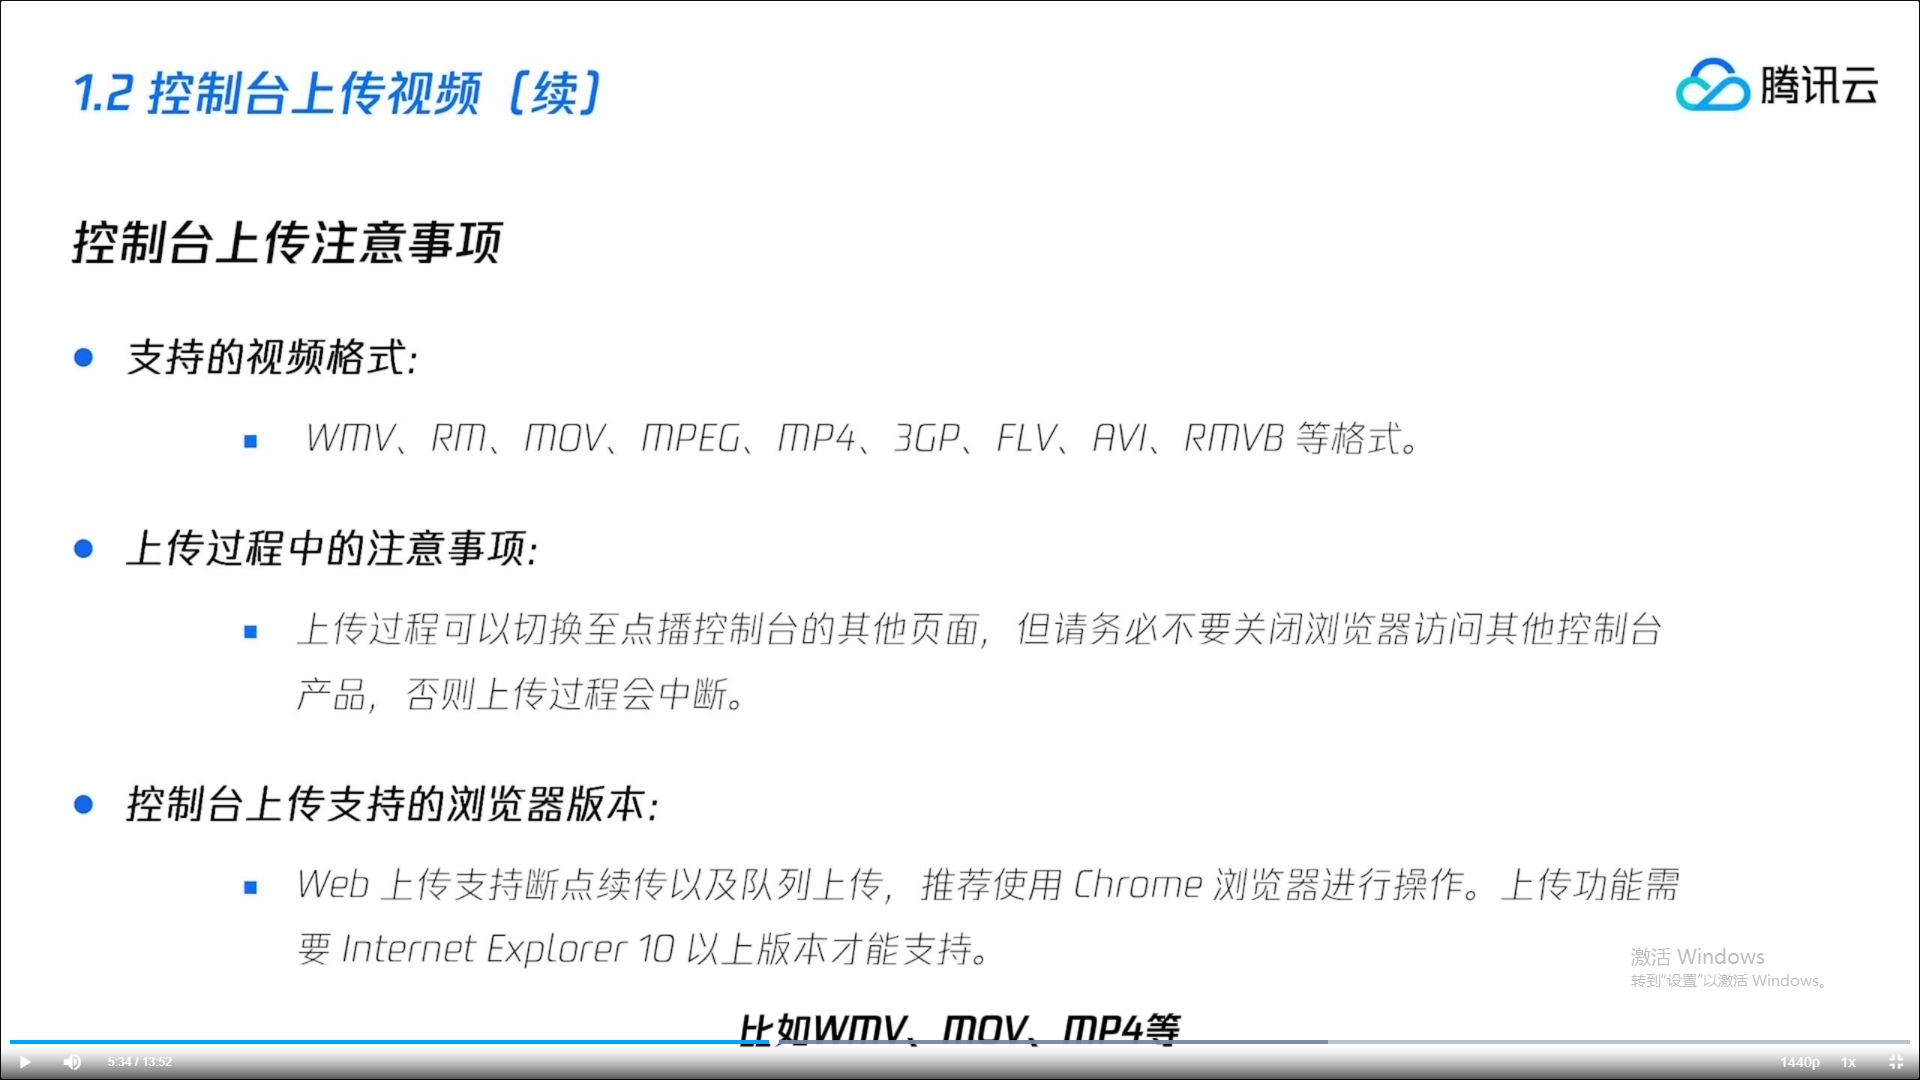 1.2 控制台上传视频（续）
腾讯云
控制台上传注意事项
支持的视频格式:
WMV、RM、MOV、MPEG、MP4、3GP、FLV、AVI、RMVB 等格式。
上传过程中的注意事项:
上传过程可以切换至点播控制台的其他页面，但请务必不要关闭浏览器访问其他控制台
产品，否则上传过程会中断。
控制台上传支持的浏览器版本:
Web 上传支持断点续传以及队列上传，推荐使用 Chrome 浏览器进行操作。上传功能需
要 Internet Explorer 10 以上版本才能支持。
激活 Windows
转到“设置”以激活 Windows。
比如WMV、MOV、MP4等
5:34 / 13:52
1440p
1x